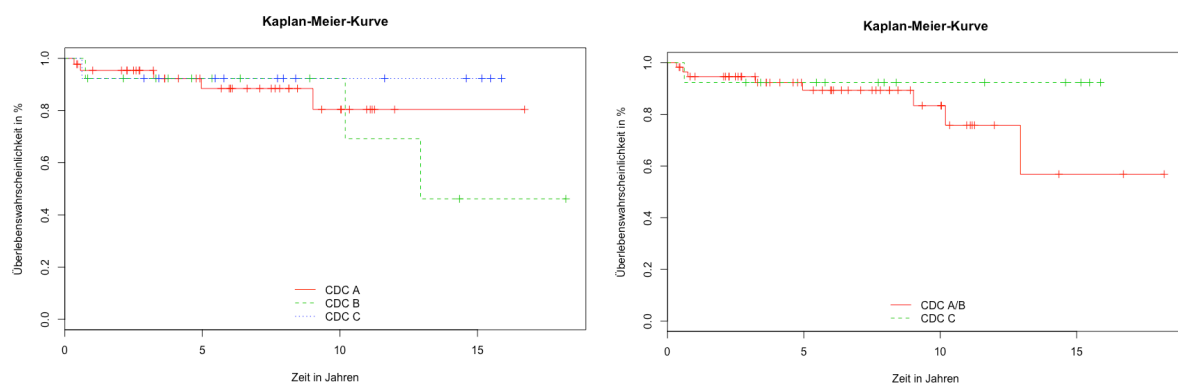 Kaplan-Meier-Kurve
Überlebenswahrscheinlichkeit in %
1.0
0.8
0.6
0.4
0.2
0.0
CDC A
CDC B
CDC C
0 5 10 15
Zeit in Jahren
Kaplan-Meier-Kurve
Überlebenswahrscheinlichkeit in %
1.0
0.8
0.6
0.4
0.2
0.0
CDC A/B
CDC C
0 5 10 15
Zeit in Jahren